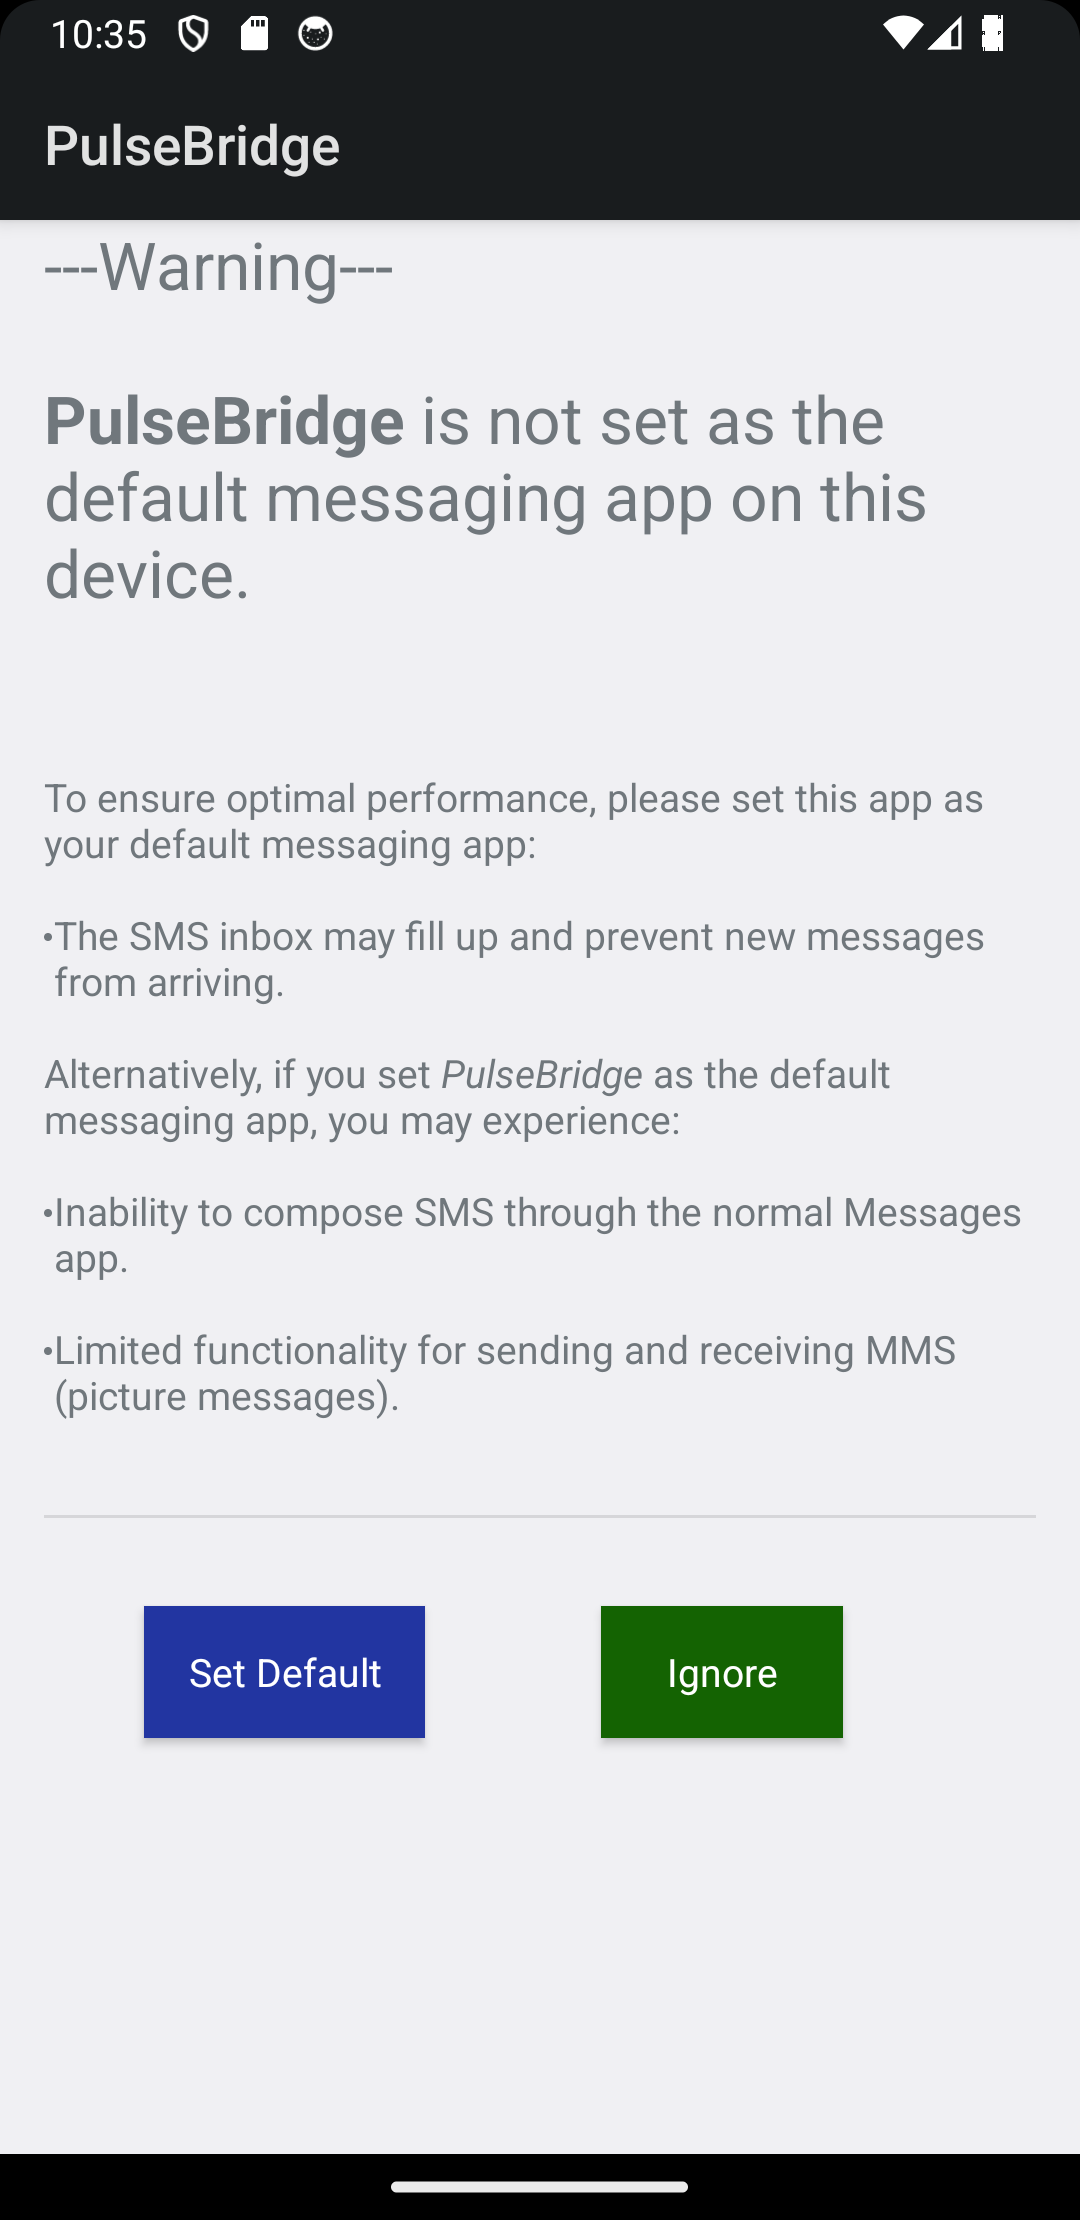 10:35
PulseBridge
---Warning---
PulseBridge is not set as the
default messaging app on this
device.
To ensure optimal performance, please set this app as
your default messaging app:
•The SMS inbox may fill up and prevent new messages
from arriving.
Alternatively, if you set PulseBridge as the default
messaging app, you may experience:
•Inability to compose SMS through the normal Messages
app.
•Limited functionality for sending and receiving MMS
(picture messages).
Set Default
Ignore